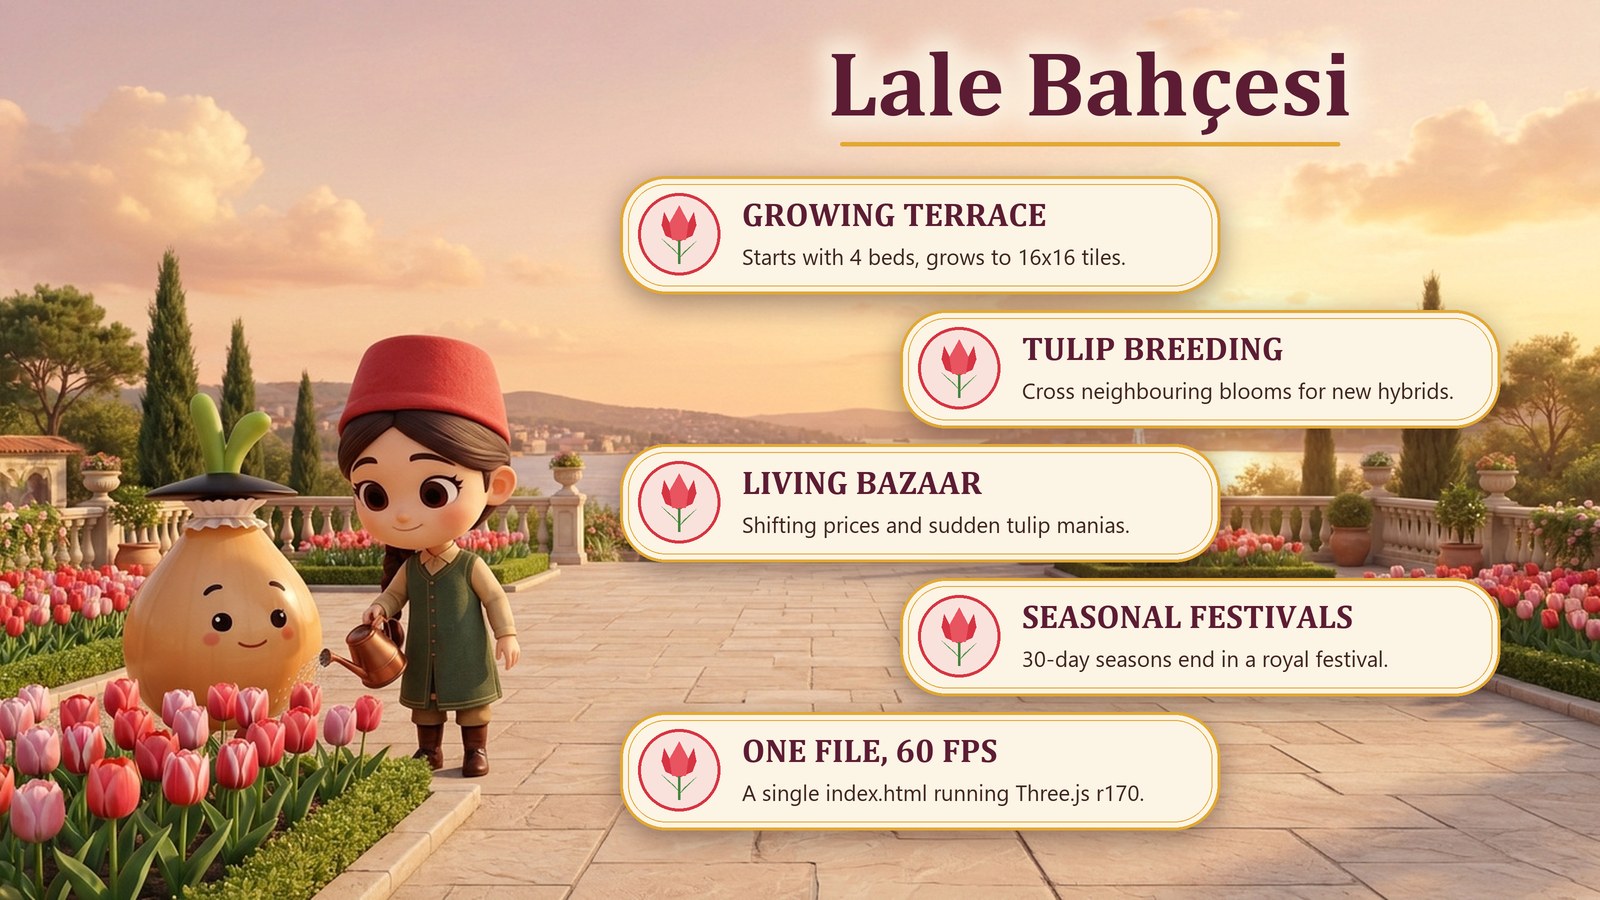 Lale Bahçesi
GROWING TERRACE
Starts with 4 beds, grows to 16x16 tiles.
TULIP BREEDING
Cross neighbouring blooms for new hybrids.
LIVING BAZAAR
Shifting prices and sudden tulip manias.
SEASONAL FESTIVALS
30-day seasons end in a royal festival.
ONE FILE, 60 FPS
A single index.html running Three.js r170.